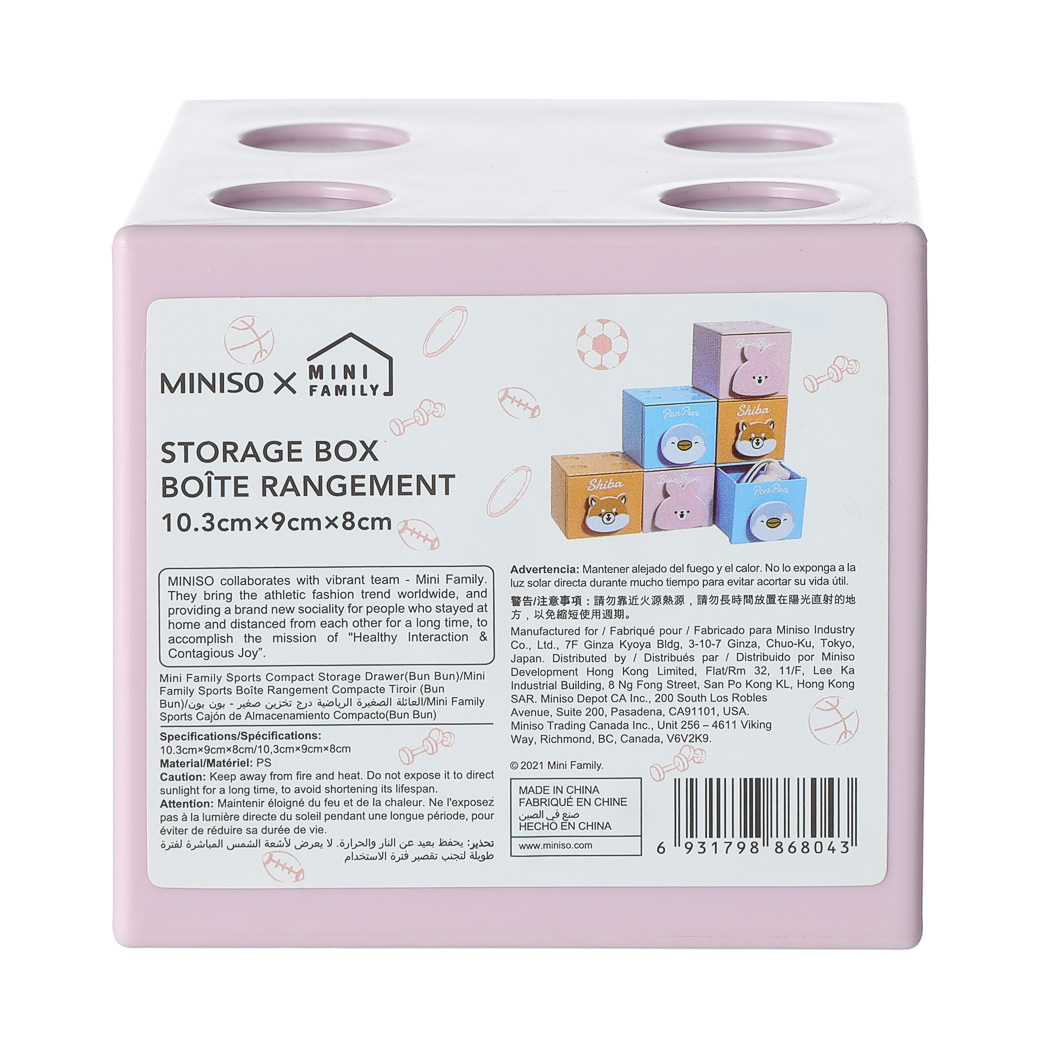 MINISO X MINI FAMILY
STORAGE BOX
BOÎTE RANGEMENT
10.3cm×9cm×8cm
Bun Bun
Pen Pen
Shiba
Shiba
Bun Bun
Pen Pen
MINISO collaborates with vibrant team - Mini Family.
They bring the athletic fashion trend worldwide, and
providing a brand new sociality for people who stayed at
home and distanced from each other for a long time, to
accomplish the mission of "Healthy Interaction &
Contagious Joy”.
Mini Family Sports Compact Storage Drawer(Bun Bun)/Mini
Family Sports Boîte Rangement Compacte Tiroir (Bun
Bun)/العائلة الصغيرة الرياضية درج تخزين صغير - بون بون/Mini Family
Sports Cajón de Almacenamiento Compacto(Bun Bun)
Specifications/Spécifications:
10.3cm×9cm×8cm/10,3cm×9cm×8cm
Material/Matériel: PS
Caution: Keep away from fire and heat. Do not expose it to direct
sunlight for a long time, to avoid shortening its lifespan.
Attention: Maintenir éloigné du feu et de la chaleur. Ne l'exposez
pas à la lumière directe du soleil pendant une longue période, pour
éviter de réduire sa durée de vie.
تحذير: يحفظ بعيد عن النار والحرارة. لا يعرض لأشعة الشمس المباشرة لفترة
طويلة لتجنب تقصير فترة الاستخدام
Advertencia: Mantener alejado del fuego y el calor. No lo exponga a la
luz solar directa durante mucho tiempo para evitar acortar su vida útil.
警告/注意事項：請勿靠近火源熱源，請勿長時間放置在陽光直射的地
方，以免縮短使用週期。
Manufactured for / Fabriqué pour / Fabricado para Miniso Industry
Co., Ltd., 7F Ginza Kyoya Bldg, 3-10-7 Ginza, Chuo-Ku, Tokyo,
Japan. Distributed by / Distribués par / Distribuido por Miniso
Development Hong Kong Limited, Flat/Rm 32, 11/F, Lee Ka
Industrial Building, 8 Ng Fong Street, San Po Kong KL, Hong Kong
SAR. Miniso Depot CA Inc., 200 South Los Robles
Avenue, Suite 200, Pasadena, CA91101, USA.
Miniso Trading Canada Inc., Unit 256 – 4611 Viking
Way, Richmond, BC, Canada, V6V2K9.
© 2021 Mini Family.
MADE IN CHINA
FABRIQUÉ EN CHINE
صنع في الصين
HECHO EN CHINA
www.miniso.com
6 931798 868043